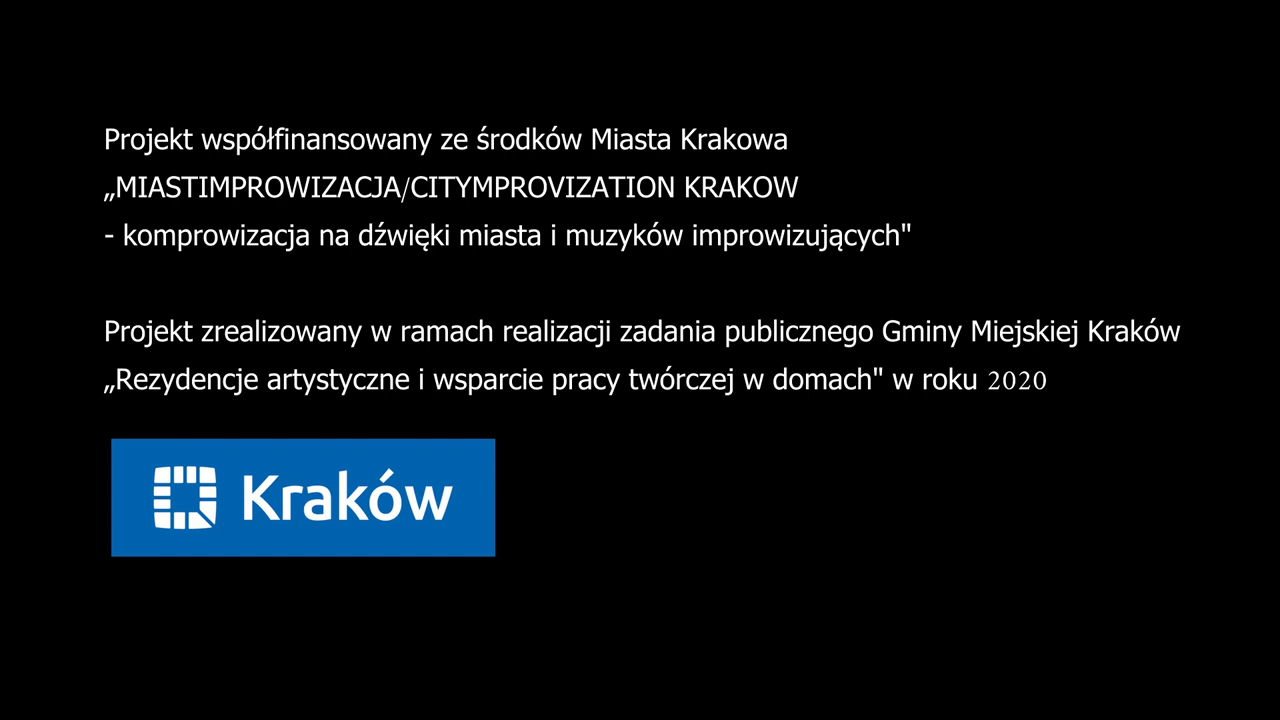 Projekt współfinansowany ze środków Miasta Krakowa
„MIASTIMPROWIZACJA/CITYMPROVIZATION KRAKOW
- komprowizacja na dźwięki miasta i muzyków improwizujących"
Projekt zrealizowany w ramach realizacji zadania publicznego Gminy Miejskiej Kraków
„Rezydencje artystyczne i wsparcie pracy twórczej w domach" w roku 2020
Kraków